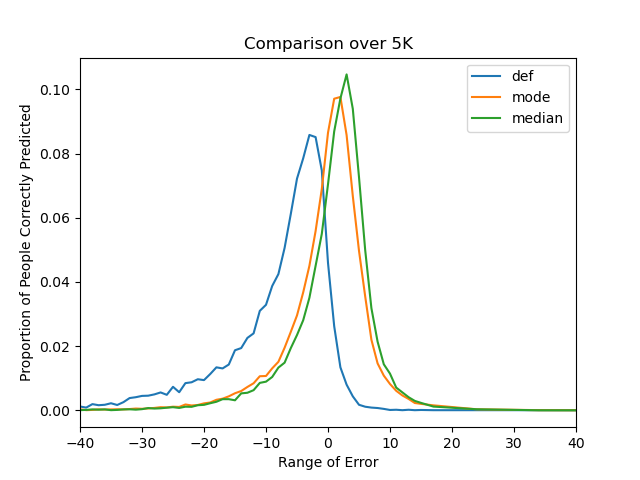 Comparison over 5K
def
mode
median
Proportion of People Correctly Predicted
0.10
0.08
0.06
0.04
0.02
0.00
−40
−30
−20
−10
0
10
20
30
40
Range of Error